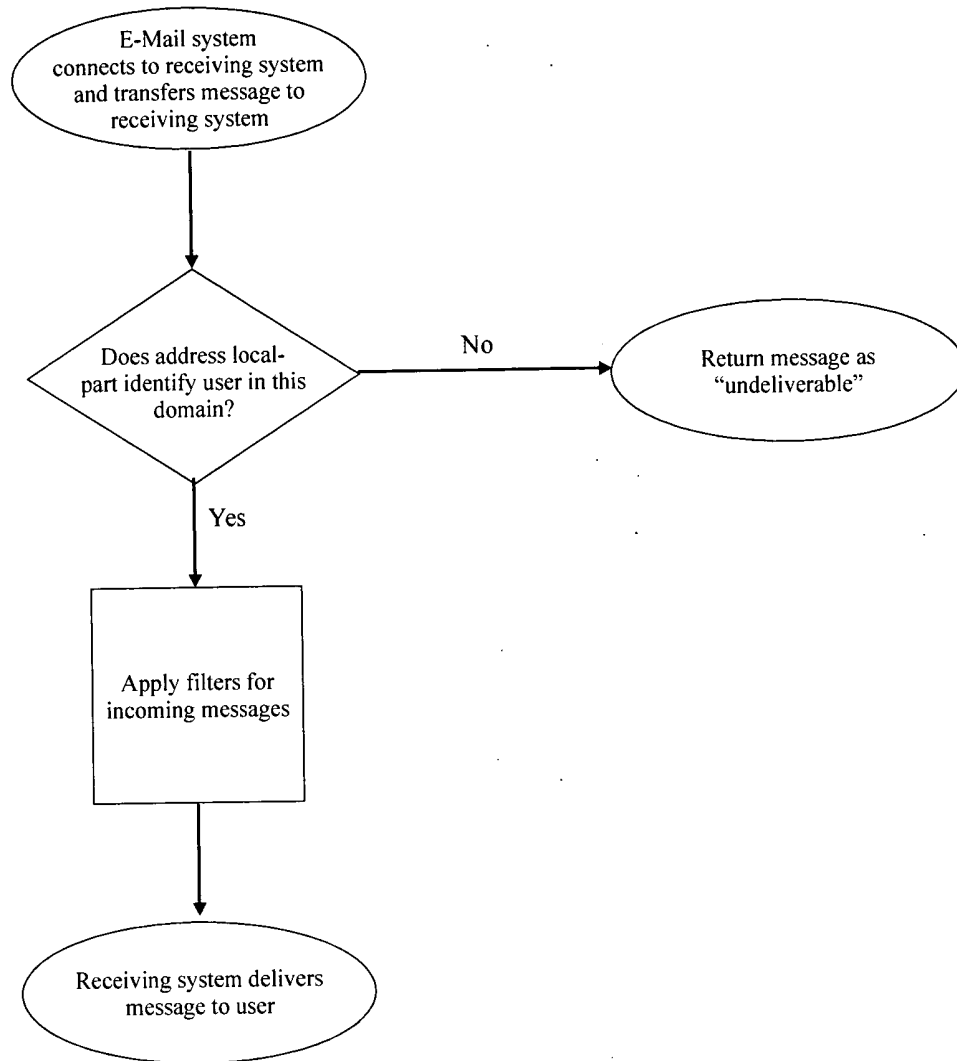 E-Mail system
connects to receiving system
and transfers message to
receiving system
Does address local-
part identify user in this
domain?
No
Return message as
“undeliverable”
Yes
Apply filters for
incoming messages
Receiving system delivers
message to user